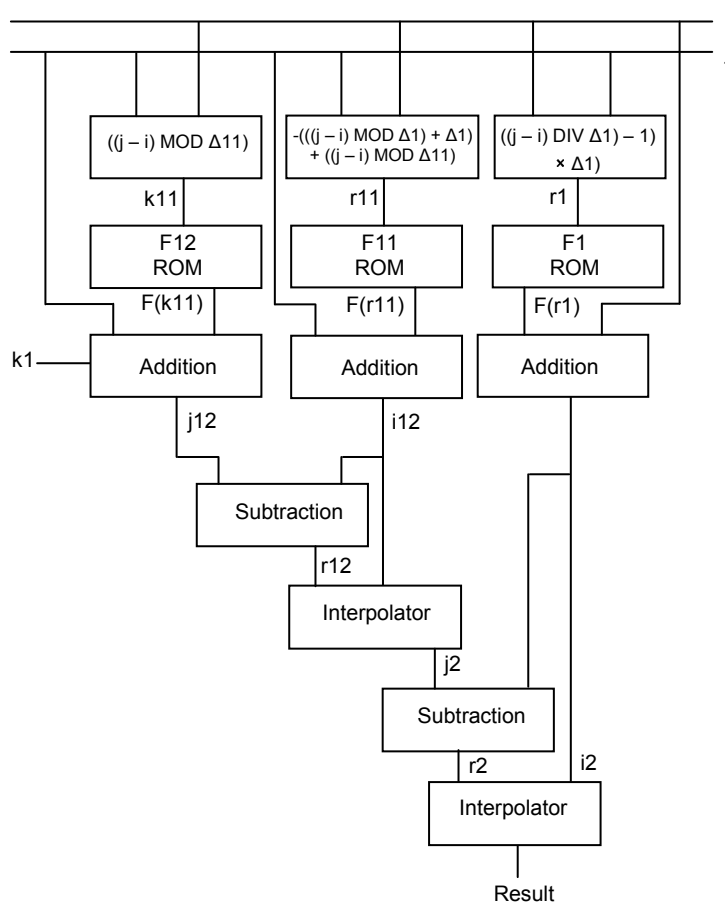 ((j – i) MOD Δ11)
-(((j – i) MOD Δ1) + Δ1)
+ ((j – i) MOD Δ11)
((j – i) DIV Δ1) – 1)
× Δ1)
k11
r11
r1
F12
ROM
F11
ROM
F1
ROM
F(k11)
F(r11)
F(r1)
k1
Addition
Addition
Addition
j12
i12
Subtraction
r12
Interpolator
j2
Subtraction
r2
i2
Interpolator
Result